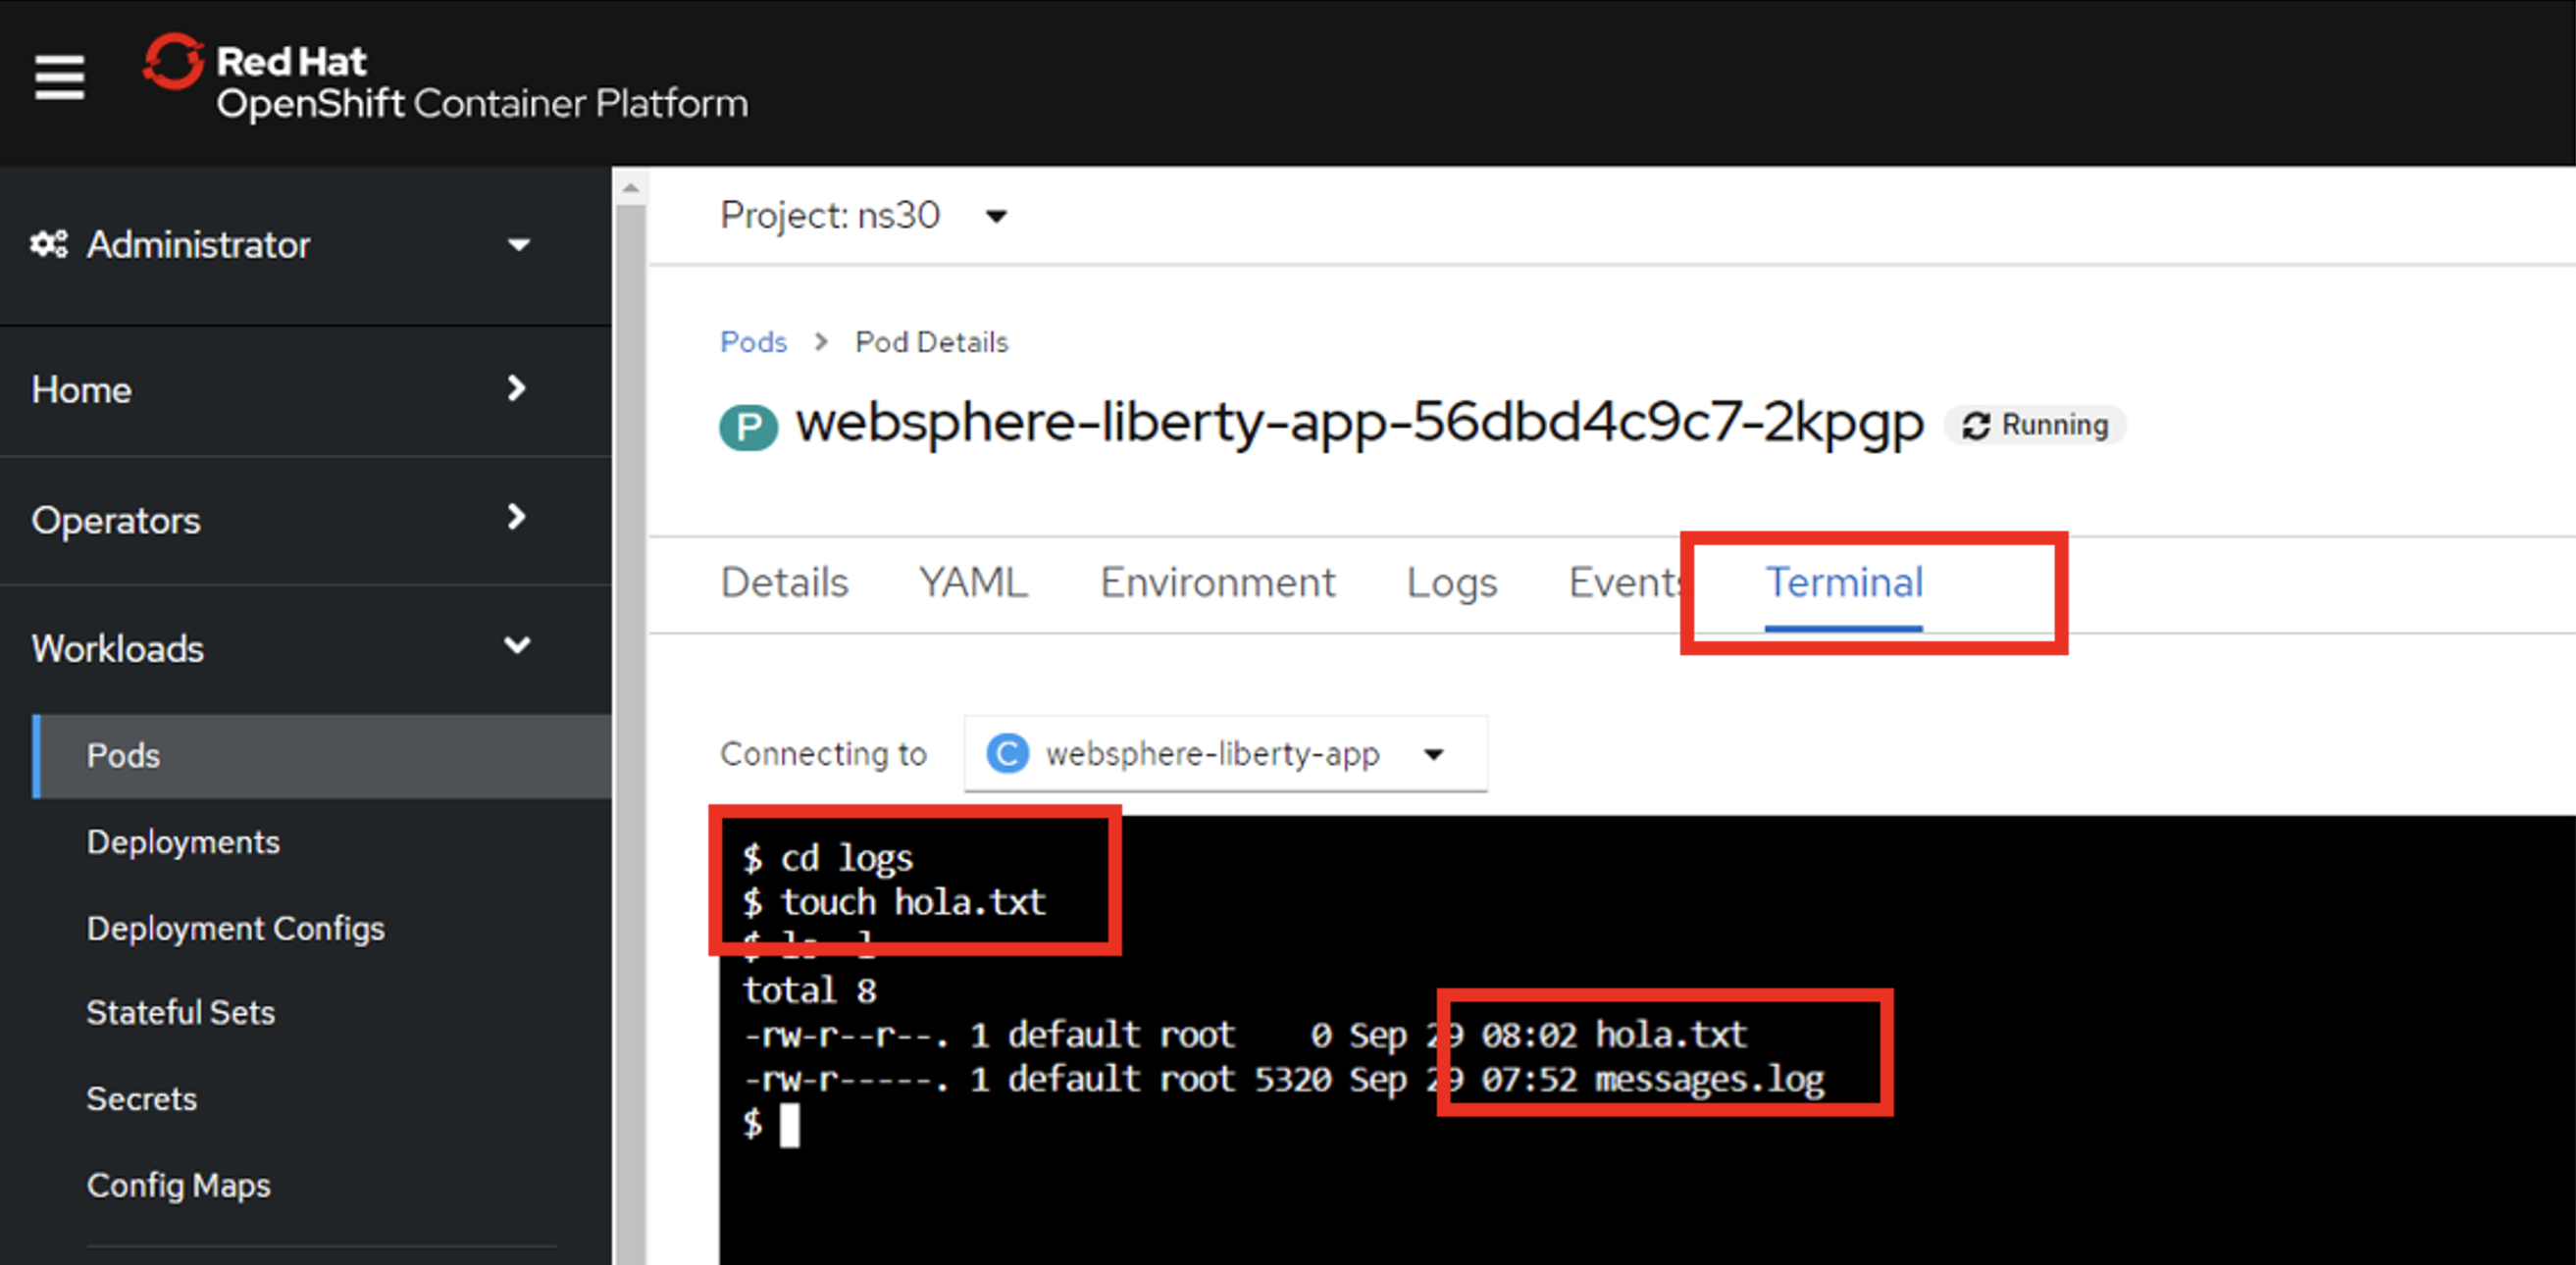 Red Hat
OpenShift Container Platform
Administrator
Home
Operators
Workloads
Pods
Deployments
Deployment Configs
Stateful Sets
Secrets
Config Maps
Project: ns30
Pods > Pod Details
P websphere-liberty-app-56dbd4c9c7-2kpgp Running
Details YAML Environment Logs Events Terminal
Connecting to C websphere-liberty-app
$ cd logs
$ touch hola.txt
$
total 8
-rw-r--r--. 1 default root 0 Sep 29 08:02 hola.txt
-rw-r-----. 1 default root 5320 Sep 29 07:52 messages.log
$